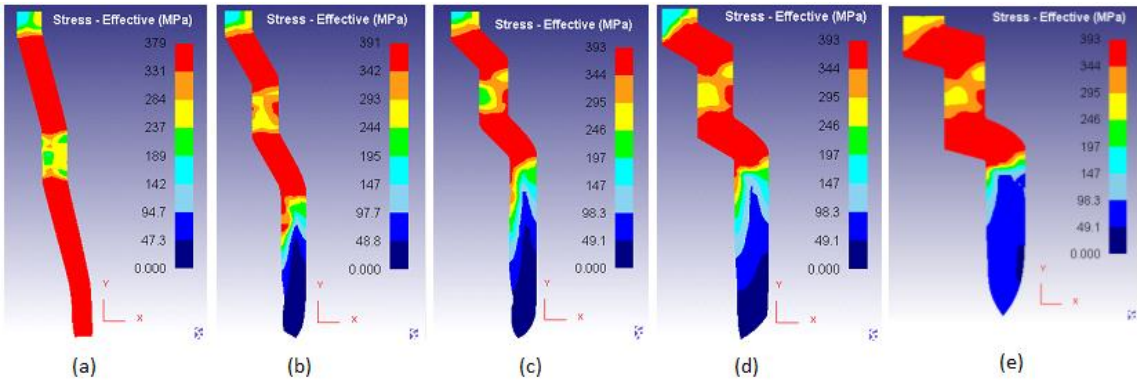 Stress - Effective (MPa)
379
331
284
237
189
142
94.7
47.3
0.000
Y
X
(a)
Stress - Effective (MPa)
391
342
293
244
195
147
97.7
48.8
0.000
Y
X
(b)
Stress - Effective (MPa)
393
344
295
246
197
147
98.3
49.1
0.000
Y
X
(c)
Stress - Effective (MPa)
393
344
295
246
197
147
98.3
49.1
0.000
Y
X
(d)
Stress - Effective (MPa)
393
344
295
246
197
147
98.3
49.1
0.000
Y
X
(e)